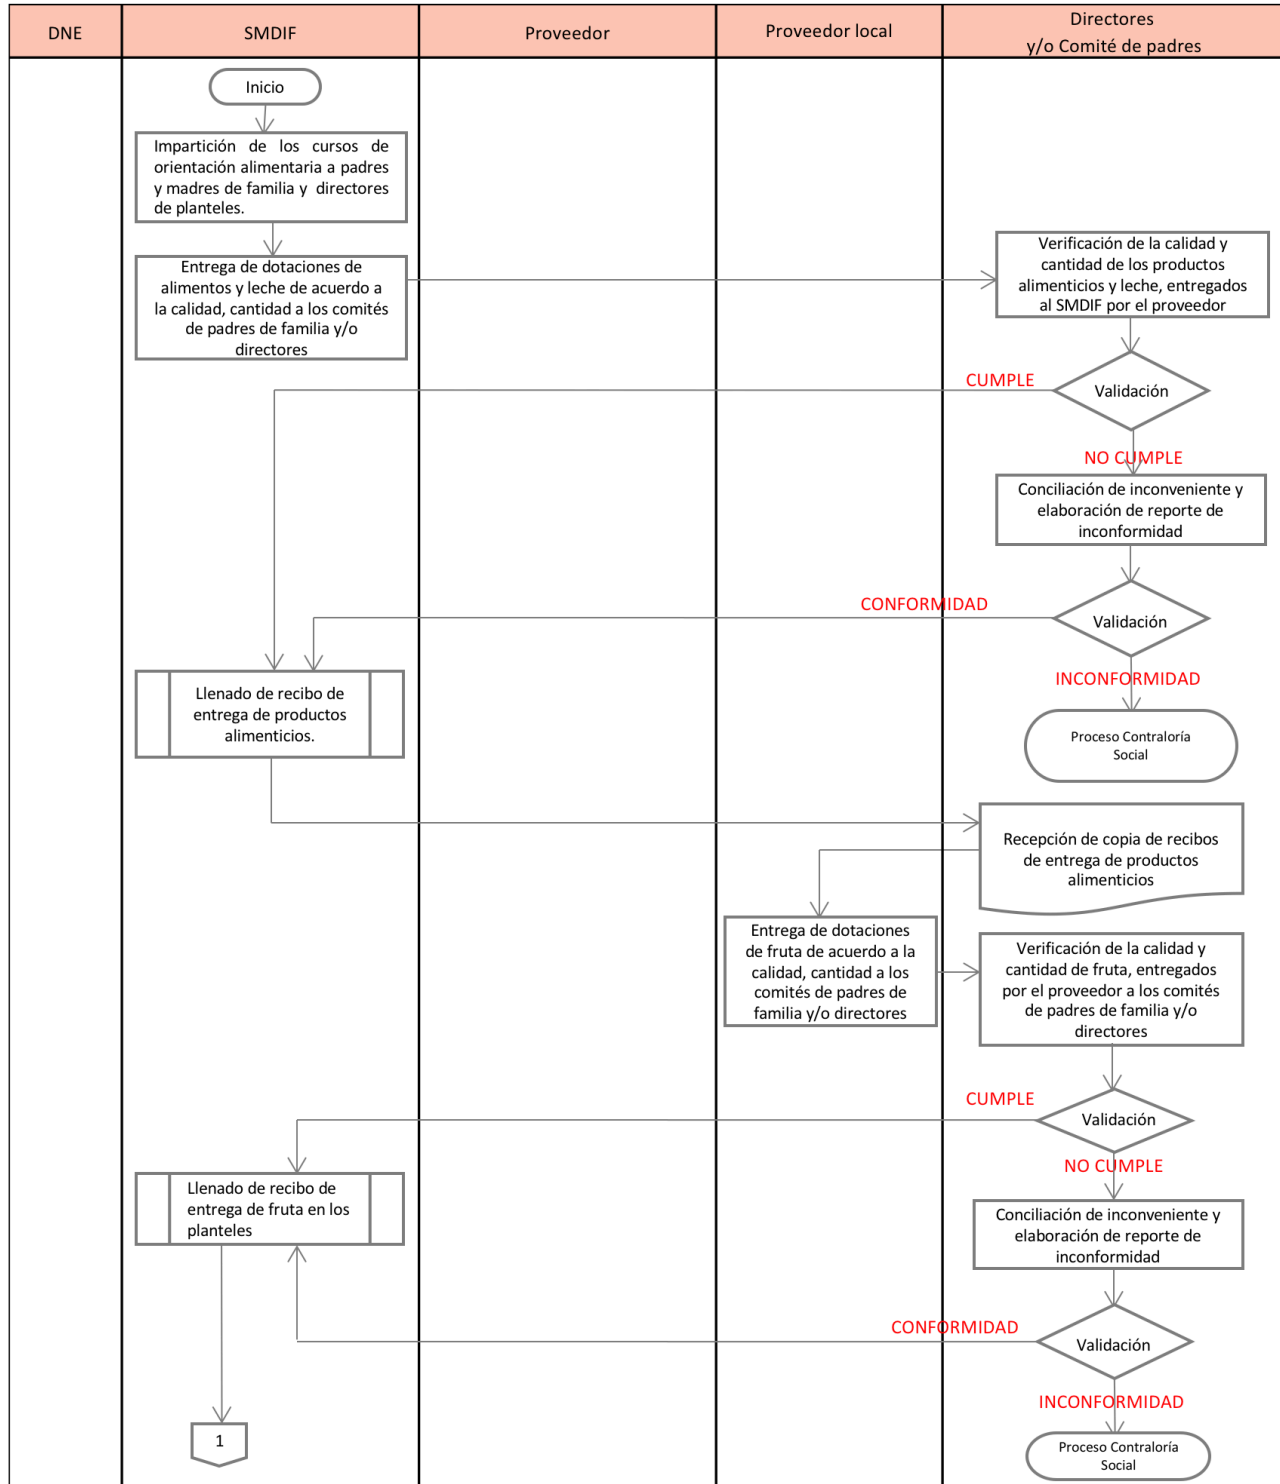 DNE
SMDIF
Proveedor
Proveedor local
Directores
y/o Comité de padres
Inicio
Impartición de los cursos de
orientación alimentaria a padres
y madres de familia y directores
de planteles.
Entrega de dotaciones de
alimentos y leche de acuerdo a
la calidad, cantidad a los comités
de padres de familia y/o
directores
Verificación de la calidad y
cantidad de los productos
alimenticios y leche, entregados
al SMDIF por el proveedor
CUMPLE
Validación
NO CUMPLE
Conciliación de inconveniente y
elaboración de reporte de
inconformidad
CONFORMIDAD
Validación
INCONFORMIDAD
Llenado de recibo de
entrega de productos
alimenticios.
Proceso Contraloría
Social
Recepción de copia de recibos
de entrega de productos
alimenticios
Entrega de dotaciones
de fruta de acuerdo a la
calidad, cantidad a los
comités de padres de
familia y/o directores
Verificación de la calidad y
cantidad de fruta, entregados
por el proveedor a los comités
de padres de familia y/o
directores
CUMPLE
Validación
NO CUMPLE
Llenado de recibo de
entrega de fruta en los
planteles
Conciliación de inconveniente y
elaboración de reporte de
inconformidad
CONFORMIDAD
Validación
INCONFORMIDAD
1
Proceso Contraloría
Social